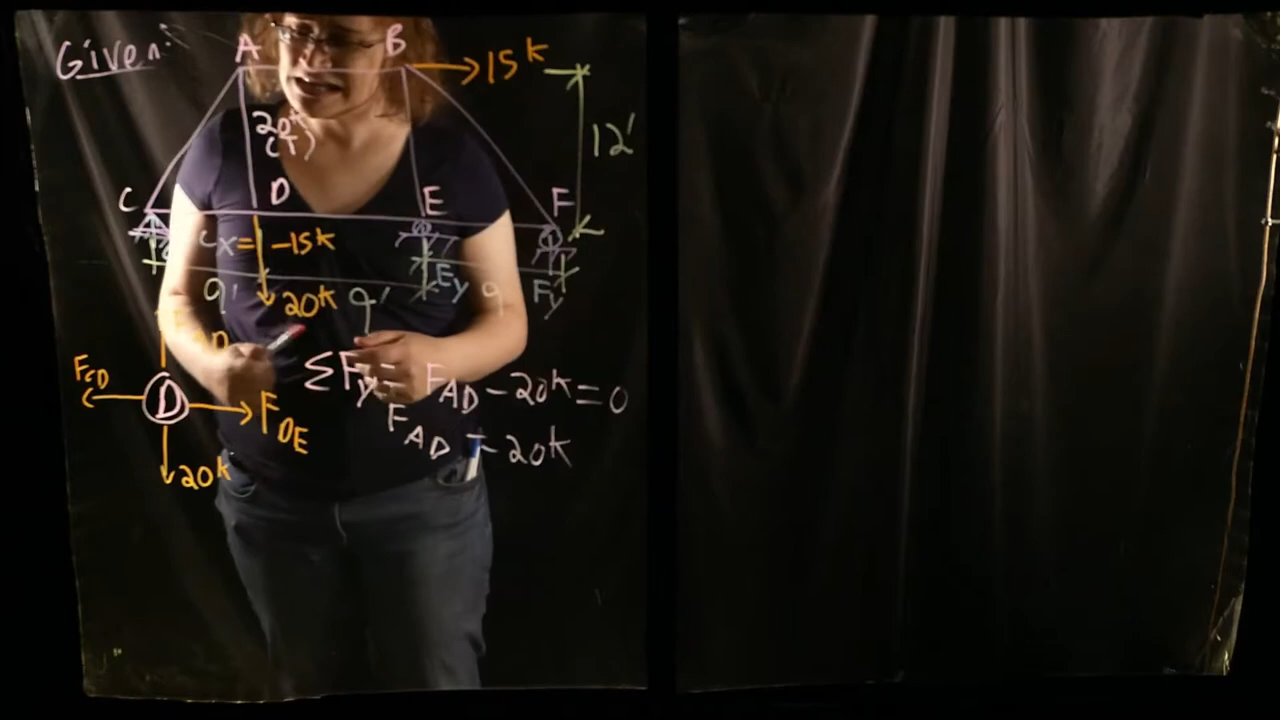 Given:
A B 15k
20k
(T)
12'
C D E F
Cx= -15k
Ey
Fy
9' 20k 9' 9
FCD D FDE
20k
ΣFy= FAD - 20k = 0
FAD = 20k